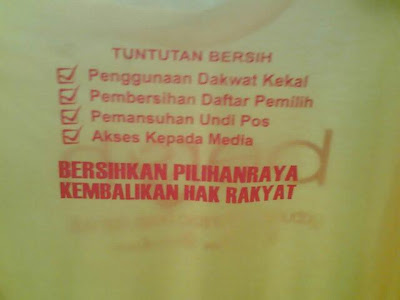 TUNTUTAN BERSIH
Penggunaan Dakwat Kekal
Pembersihan Daftar Pemilih
Pemansuhan Undi Pos
Akses Kepada Media
BERSIHKAN PILIHANRAYA
KEMBALIKAN HAK RAKYAT